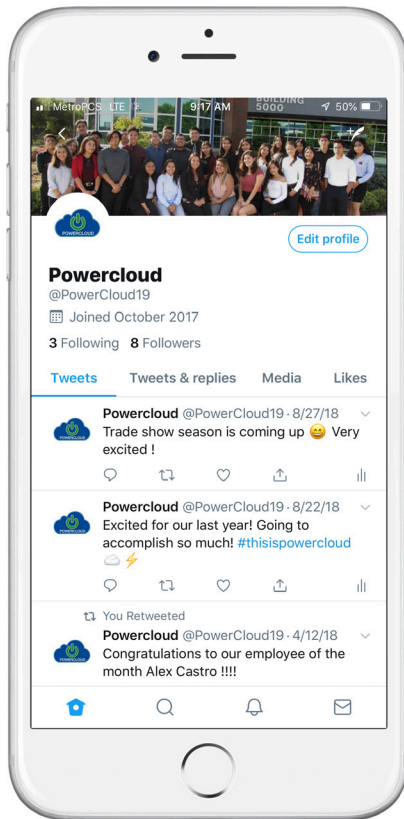 MetroPCS LTE 9:17 AM 50%
BUILDING
5000
POWERCLOUD
Edit profile
Powercloud
@PowerCloud19
Joined October 2017
3 Following 8 Followers
Tweets Tweets & replies Media Likes
POWERCLOUD
Powercloud @PowerCloud19 · 8/27/18
Trade show season is coming up 😄 Very
excited !
POWERCLOUD
Powercloud @PowerCloud19 · 8/22/18
Excited for our last year! Going to
accomplish so much! #thisispowercloud
☁️⚡
You Retweeted
POWERCLOUD
Powercloud @PowerCloud19 · 4/12/18
Congratulations to our employee of the
month Alex Castro !!!!